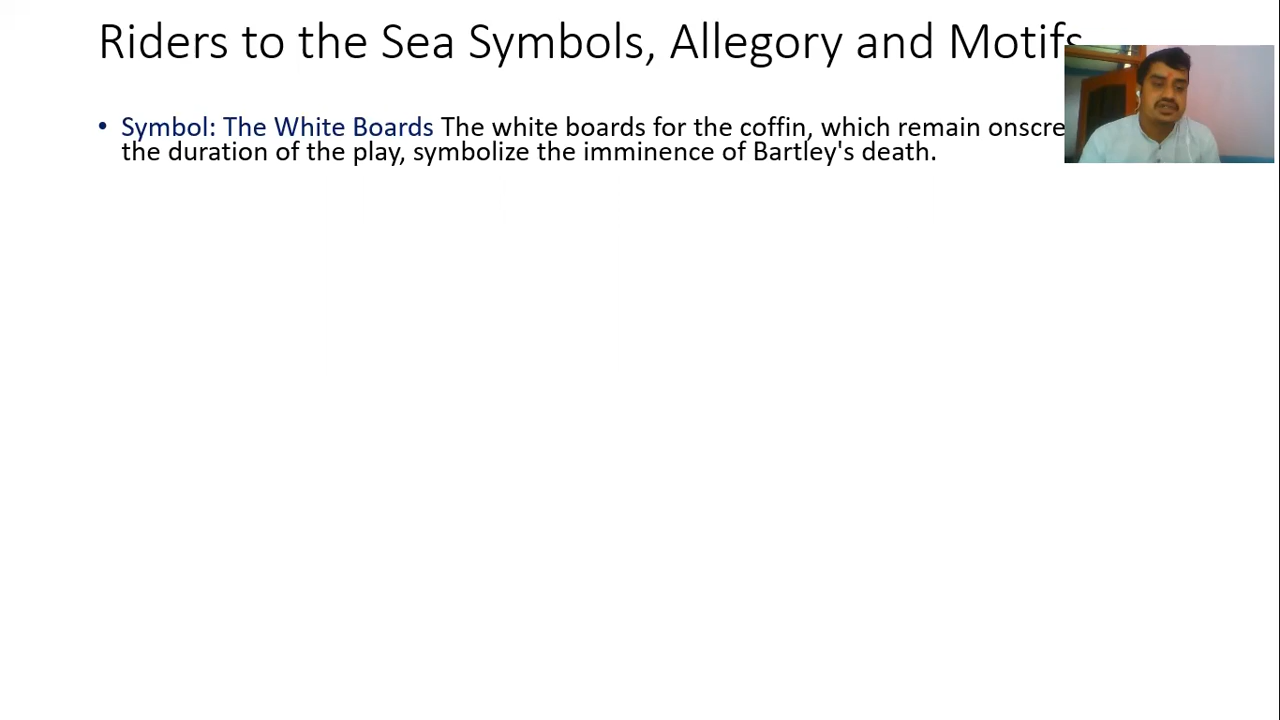 Riders to the Sea Symbols, Allegory and Motifs
• Symbol: The White Boards The white boards for the coffin, which remain onscre
the duration of the play, symbolize the imminence of Bartley's death.